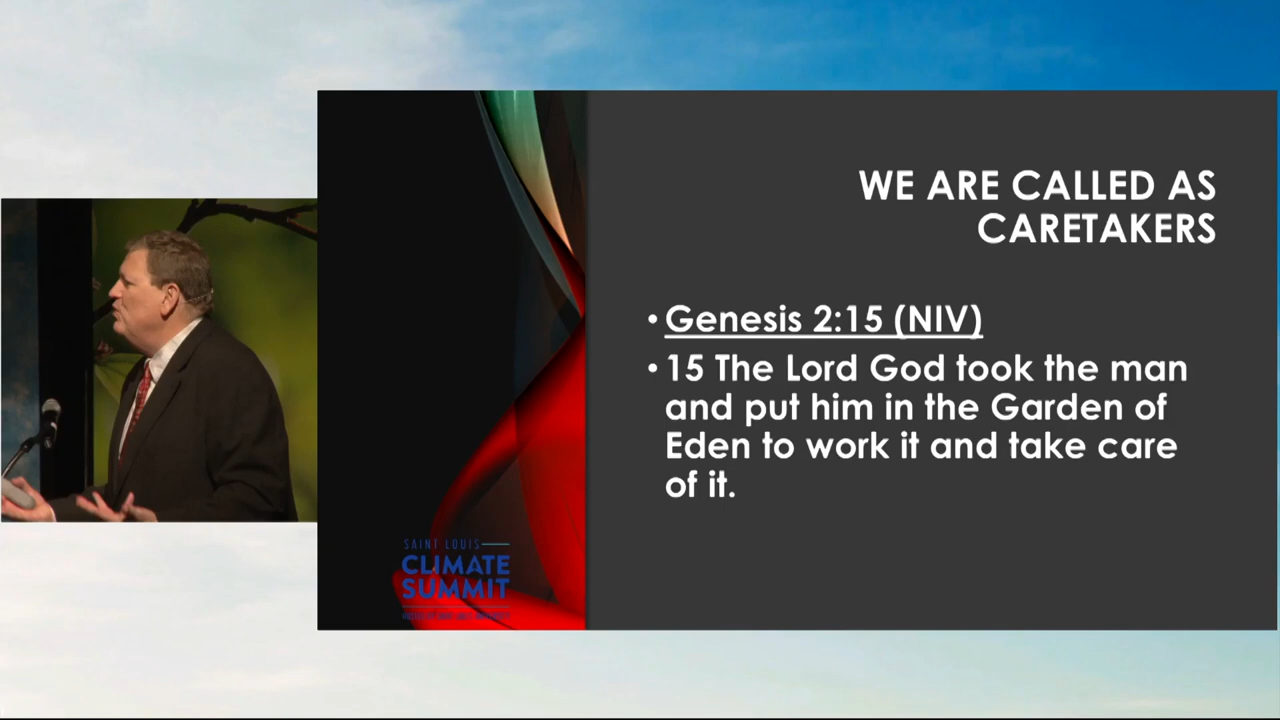 WE ARE CALLED AS
CARETAKERS
• Genesis 2:15 (NIV)
• 15 The Lord God took the man
and put him in the Garden of
Eden to work it and take care
of it.
SAINT LOUIS
CLIMATE
SUMMIT